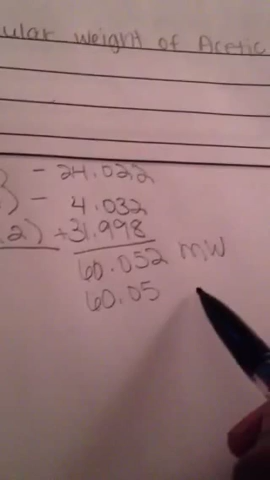 ular weight of Acetic
- 24.022
) - 4.032
(2) +31.998
60.052 MW
60.05